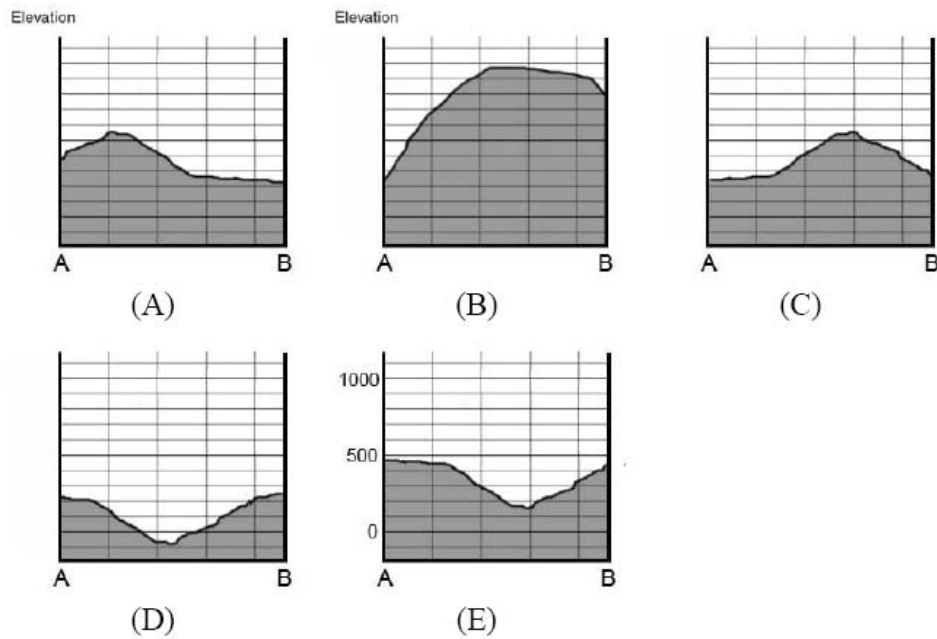 Elevation Elevation
A B A B A B
(A) (B) (C)
1000
500
0
A B A B
(D) (E)